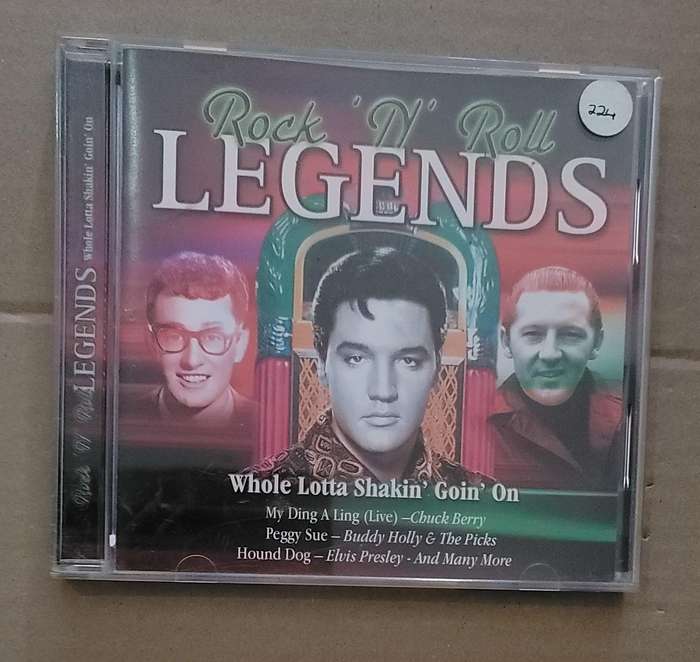 Rock 'N' Roll
LEGENDS
224
Whole Lotta Shakin' Goin' On
My Ding A Ling (Live) –Chuck Berry
Peggy Sue – Buddy Holly & The Picks
Hound Dog – Elvis Presley - And Many More
Rock 'N' Roll LEGENDS Whole Lotta Shakin' Goin' On